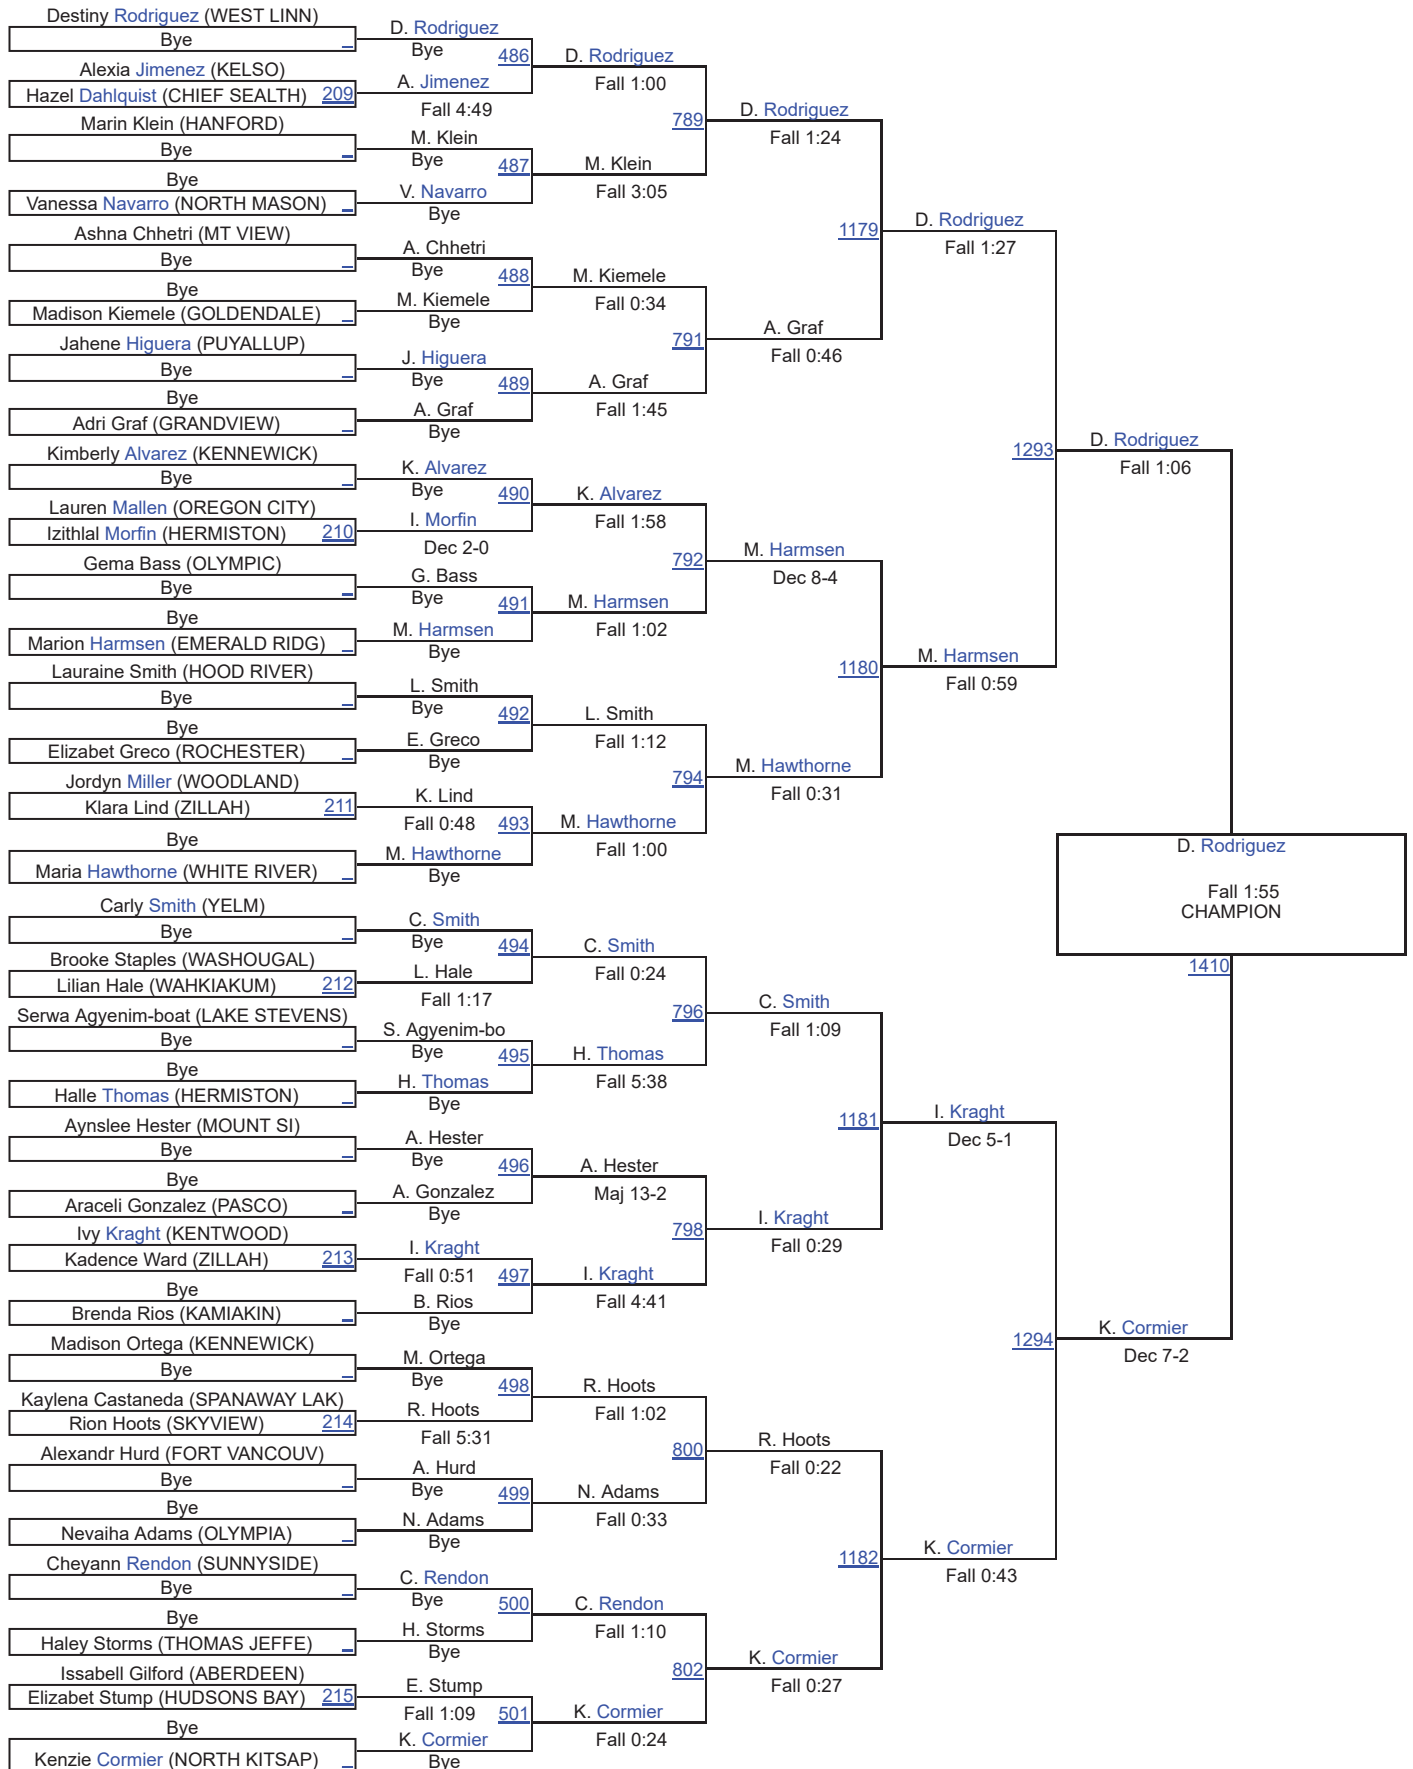 Destiny Rodriguez (WEST LINN)
Bye
Alexia Jimenez (KELSO)
Hazel Dahlquist (CHIEF SEALTH) 209
Marin Klein (HANFORD)
Bye
Bye
Vanessa Navarro (NORTH MASON)
Ashna Chhetri (MT VIEW)
Bye
Bye
Madison Kiemele (GOLDENDALE)
Jahene Higuera (PUYALLUP)
Bye
Bye
Adri Graf (GRANDVIEW)
Kimberly Alvarez (KENNEWICK)
Bye
Lauren Mallen (OREGON CITY)
Izithlal Morfin (HERMISTON) 210
Gema Bass (OLYMPIC)
Bye
Bye
Marion Harmsen (EMERALD RIDG)
Lauraine Smith (HOOD RIVER)
Bye
Bye
Elizabet Greco (ROCHESTER)
Jordyn Miller (WOODLAND)
Klara Lind (ZILLAH) 211
Bye
Maria Hawthorne (WHITE RIVER)
Carly Smith (YELM)
Bye
Brooke Staples (WASHOUGAL)
Lilian Hale (WAHKIAKUM) 212
Serwa Agyenim-boat (LAKE STEVENS)
Bye
Bye
Halle Thomas (HERMISTON)
Aynslee Hester (MOUNT SI)
Bye
Bye
Araceli Gonzalez (PASCO)
Ivy Kraght (KENTWOOD)
Kadence Ward (ZILLAH) 213
Bye
Brenda Rios (KAMIAKIN)
Madison Ortega (KENNEWICK)
Bye
Kaylena Castaneda (SPANAWAY LAK)
Rion Hoots (SKYVIEW) 214
Alexandr Hurd (FORT VANCOUV)
Bye
Bye
Nevaiha Adams (OLYMPIA)
Cheyann Rendon (SUNNYSIDE)
Bye
Bye
Haley Storms (THOMAS JEFFE)
Issabell Gilford (ABERDEEN)
Elizabet Stump (HUDSONS BAY) 215
Bye
Kenzie Cormier (NORTH KITSAP)
D. Rodriguez
Bye 486
A. Jimenez
Fall 4:49
M. Klein
Bye 487
V. Navarro
Bye
A. Chhetri
Bye 488
M. Kiemele
Bye
J. Higuera
Bye 489
A. Graf
Bye
K. Alvarez
Bye 490
I. Morfin
Dec 2-0
G. Bass
Bye 491
M. Harmsen
Bye
L. Smith
Bye 492
E. Greco
Bye
K. Lind
Fall 0:48 493
M. Hawthorne
Bye
C. Smith
Bye 494
L. Hale
Fall 1:17
S. Agyenim-bo
Bye 495
H. Thomas
Bye
A. Hester
Bye 496
A. Gonzalez
Bye
I. Kraght
Fall 0:51 497
B. Rios
Bye
M. Ortega
Bye 498
R. Hoots
Fall 5:31
A. Hurd
Bye 499
N. Adams
Bye
C. Rendon
Bye 500
H. Storms
Bye
E. Stump
Fall 1:09 501
K. Cormier
Bye
D. Rodriguez
Fall 1:00
789
M. Klein
Fall 3:05
M. Kiemele
Fall 0:34
791
A. Graf
Fall 1:45
K. Alvarez
Fall 1:58
792
M. Harmsen
Fall 1:02
L. Smith
Fall 1:12
794
M. Hawthorne
Fall 1:00
C. Smith
Fall 0:24
796
H. Thomas
Fall 5:38
A. Hester
Maj 13-2
798
I. Kraght
Fall 4:41
R. Hoots
Fall 1:02
800
N. Adams
Fall 0:33
C. Rendon
Fall 1:10
802
K. Cormier
Fall 0:24
D. Rodriguez
Fall 1:24
1179
A. Graf
Fall 0:46
M. Harmsen
Dec 8-4
1180
M. Hawthorne
Fall 0:31
C. Smith
Fall 1:09
1181
I. Kraght
Fall 0:29
R. Hoots
Fall 0:22
1182
K. Cormier
Fall 0:27
D. Rodriguez
Fall 1:27
1293
M. Harmsen
Fall 0:59
I. Kraght
Dec 5-1
1294
K. Cormier
Fall 0:43
D. Rodriguez
Fall 1:06
K. Cormier
Dec 7-2
D. Rodriguez
Fall 1:55
CHAMPION
1410